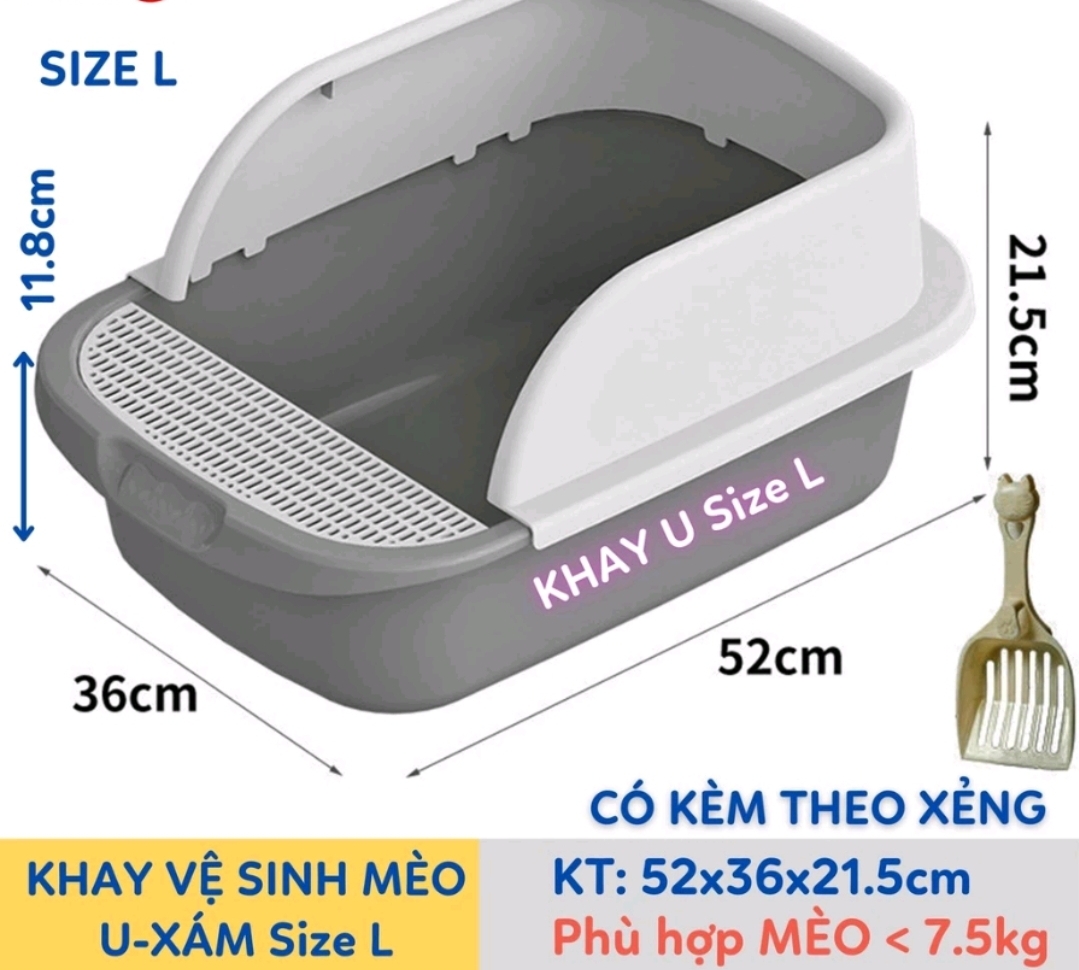 SIZE L
11.8cm
21.5cm
KHAY U Size L
52cm
36cm
CÓ KÈM THEO XẺNG
KHAY VỆ SINH MÈO
U-XÁM Size L
KT: 52x36x21.5cm
Phù hợp MÈO < 7.5kg